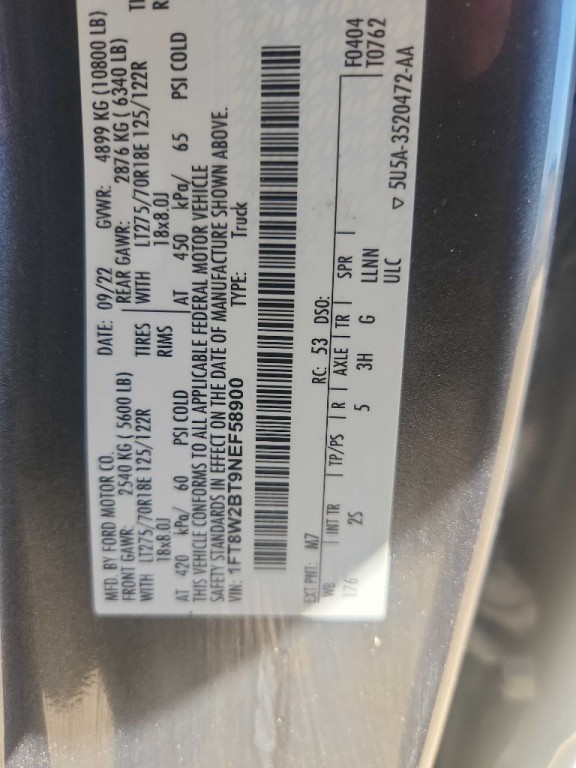 MFD. BY FORD MOTOR CO.
DATE: 09/22 GVWR: 4899 KG (10800 LB)
FRONT GAWR: 2540 KG (5600 LB)
REAR GAWR: 2876 KG (6340 LB)
WITH LT275/70R18E 125/122R TIRES
WITH LT275/70R18E 125/122R
18x8.0J RIMS
18x8.0J
AT 420 kPa/ 60 PSI COLD
AT 450 kPa/ 65 PSI COLD
THIS VEHICLE CONFORMS TO ALL APPLICABLE FEDERAL MOTOR VEHICLE
SAFETY STANDARDS IN EFFECT ON THE DATE OF MANUFACTURE SHOWN ABOVE.
VIN: 1FT8W2BT9NEF58900 TYPE: Truck
F0404
T0762
EXT PNT: M7 RC: 53 DSO:
WB INT TR TP/PS R AXLE TR SPR
176 2S 5 3H G LLNN
ULC
▽ 5U5A-3520472-AA